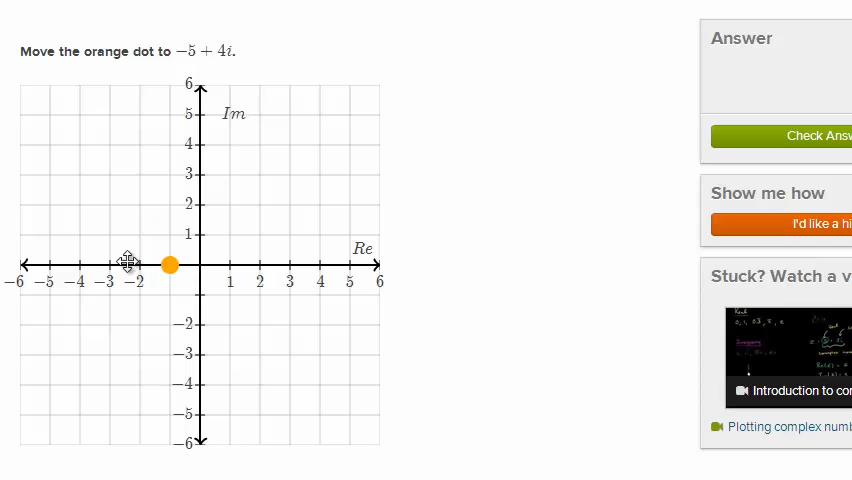 Move the orange dot to −5 + 4i.
Answer
Check Answ
Show me how
I'd like a hi
Stuck? Watch a v
Introduction to con
Plotting complex numb
Im
Re
6
5
4
3
2
1
−2
−3
−4
−5
−6
−6 −5 −4 −3 −2 1 2 3 4 5 6